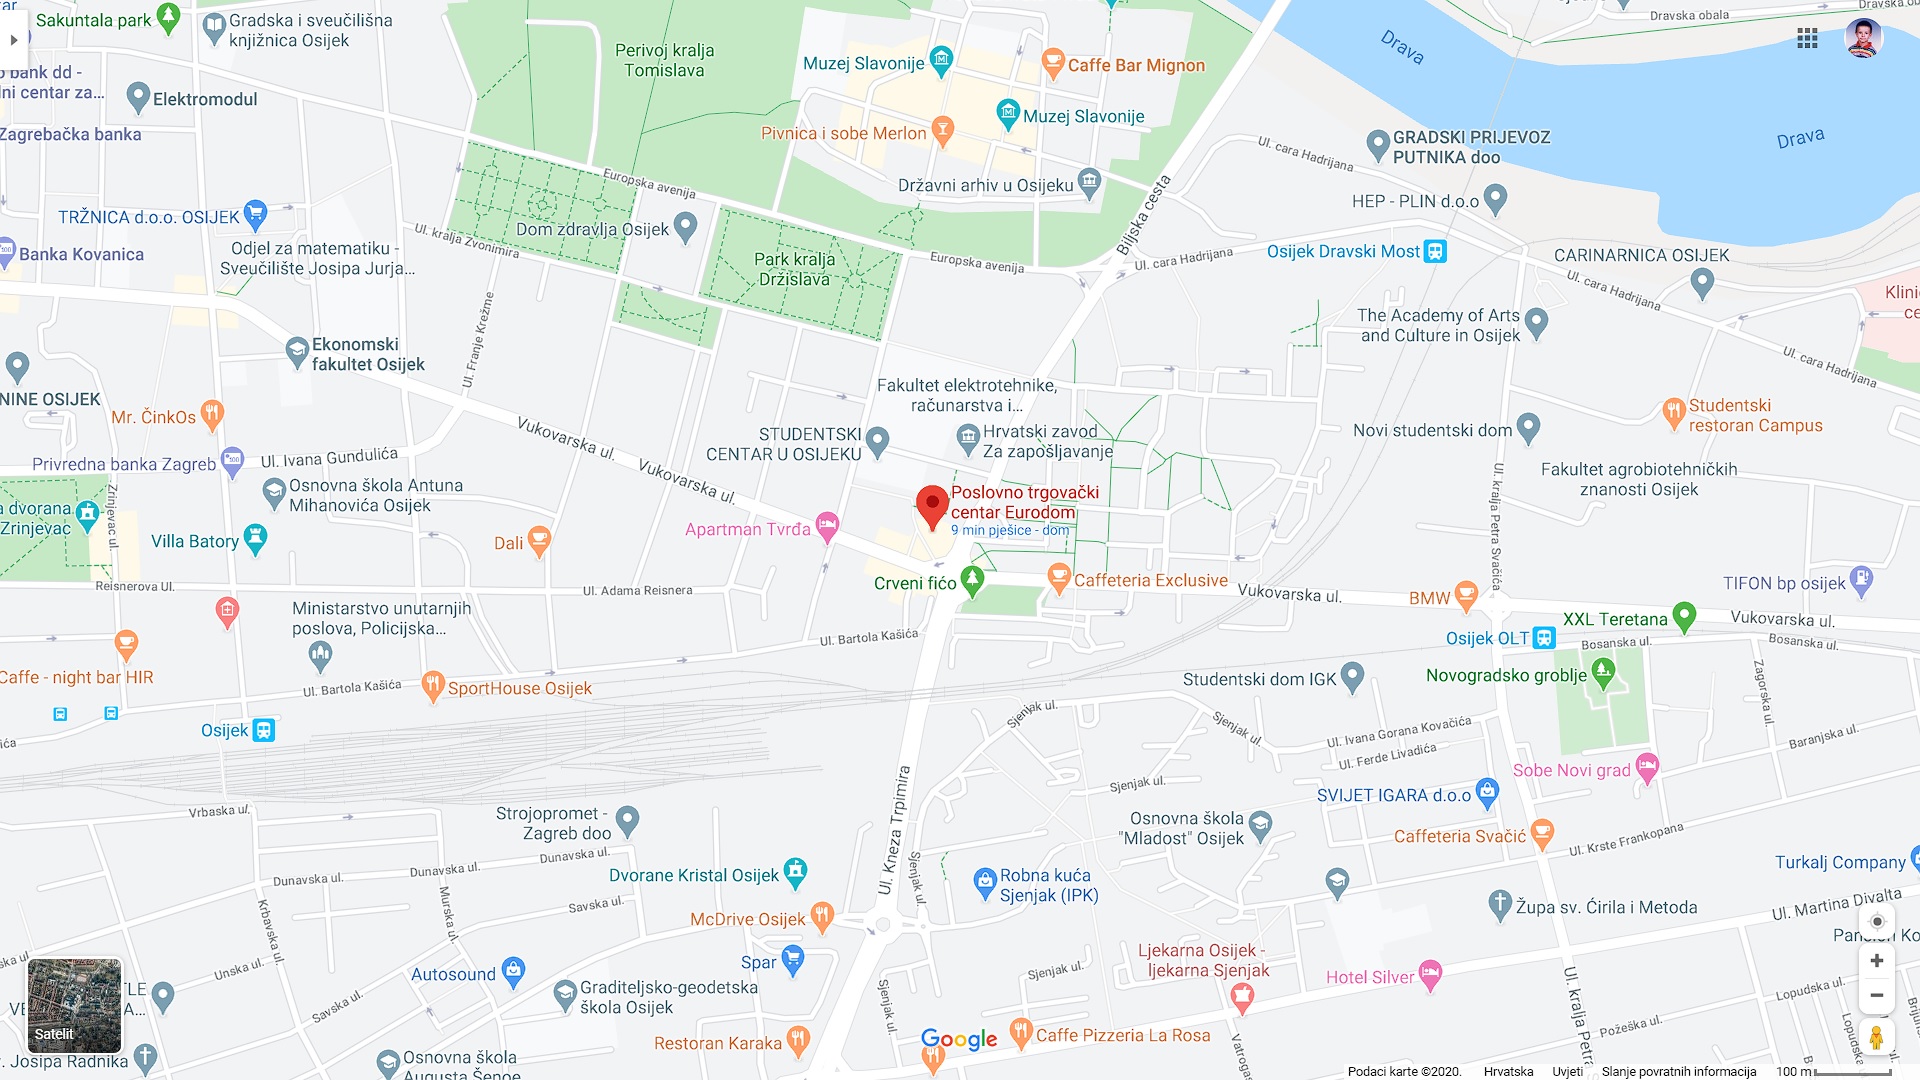 Sakuntala park
Gradska i sveučilišna
knjižnica Osijek
Perivoj kralja
Tomislava
Muzej Slavonije
Caffe Bar Mignon
Drava
Dravska obala
bank dd -
ni centar za...
Elektromodul
Zagrebačka banka
Pivnica i sobe Merlon
Muzej Slavonije
Ul. cara Hadrijana
GRADSKI PRIJEVOZ
PUTNIKA doo
Drava
Europska avenija
Državni arhiv u Osijeku
Biljska cesta
HEP - PLIN d.o.o
TRŽNICA d.o.o. OSIJEK
Ul. kralja Zvonimira
Dom zdravlja Osijek
Banka Kovanica
Odjel za matematiku -
Sveučilište Josipa Jurja...
Park kralja
Držislava
Europska avenija
Ul. cara Hadrijana
Osijek Dravski Most
CARINARNICA OSIJEK
Ul. cara Hadrijana
Klini
ce
Ul. Franje Krežme
Ekonomski
fakultet Osijek
The Academy of Arts
and Culture in Osijek
Ul. cara Hadrijana
NINE OSIJEK
Mr. ČinkOs
Fakultet elektrotehnike,
računarstva i...
Studentski
restoran Campus
Vukovarska ul.
STUDENTSKI
CENTAR U OSIJEKU
Hrvatski zavod
Za zapošljavanje
Novi studentski dom
Privredna banka Zagreb
Ul. Ivana Gundulića
Vukovarska ul.
Fakultet agrobiotehničkih
znanosti Osijek
Osnovna škola Antuna
Mihanovića Osijek
Zrinjevac ul.
a dvorana
Zrinjevac
Poslovno trgovački
centar Eurodom
9 min pješice - dom
Ul. kralja Petra Svačića
Villa Batory
Dali
Apartman Tvrđa
Reisnerova Ul.
Ul. Adama Reisnera
Crveni fićo
Caffeteria Exclusive
Vukovarska ul.
BMW
TIFON bp osijek
Ministarstvo unutarnjih
poslova, Policijska...
Ul. Bartola Kašića
XXL Teretana
Vukovarska ul.
Osijek OLT
Bosanska ul.
Bosanska ul.
Caffe - night bar HIR
Ul. Bartola Kašića
SportHouse Osijek
Studentski dom IGK
Novogradsko groblje
Zagorska ul.
Osijek
Sjenjak ul.
Sjenjak ul.
Ul. Ivana Gorana Kovačića
Ul. Ferde Livadića
Baranjska ul.
ića
Ul. Kneza Trpimira
Sjenjak ul.
Sobe Novi grad
SVIJET IGARA d.o.o
Vrbaska ul.
Strojopromet -
Zagreb doo
Osnovna škola
"Mladost" Osijek
Caffeteria Svačić
Ul. Krste Frankopana
Dunavska ul.
Dunavska ul.
Dunavska ul.
Dvorane Kristal Osijek
Sjenjak ul.
Robna kuća
Sjenjak (IPK)
Turkalj Company
Krbavska ul.
Murska ul.
Savska ul.
McDrive Osijek
Župa sv. Ćirila i Metoda
Ul. Martina Divalta
Unska ul.
Autosound
Spar
Graditeljsko-geodetska
škola Osijek
Sjenjak ul.
Sjenjak ul.
Ljekarna Osijek -
ljekarna Sjenjak
Hotel Silver
Ul. kralja Petra
Lopudska ul.
Savska ul.
Satelit
Josipa Radnika
Osnovna škola
Augusta Šenoe
Restoran Karaka
Google
Caffe Pizzeria La Rosa
Vatrogas
Požeška ul.
Podaci karte ©2020.
Hrvatska
Uvjeti
Slanje povratnih informacija
100 m